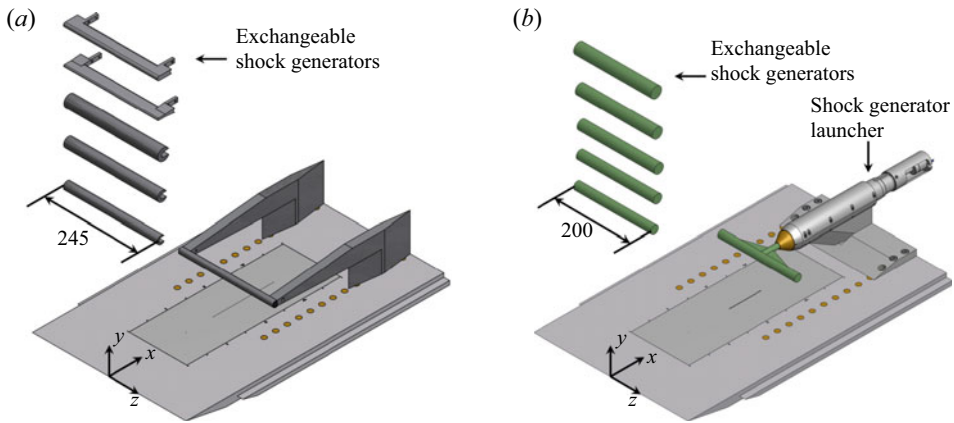 (a)
Exchangeable
shock generators
245
y
x
z
(b)
Exchangeable
shock generators
Shock generator
launcher
200
y
x
z